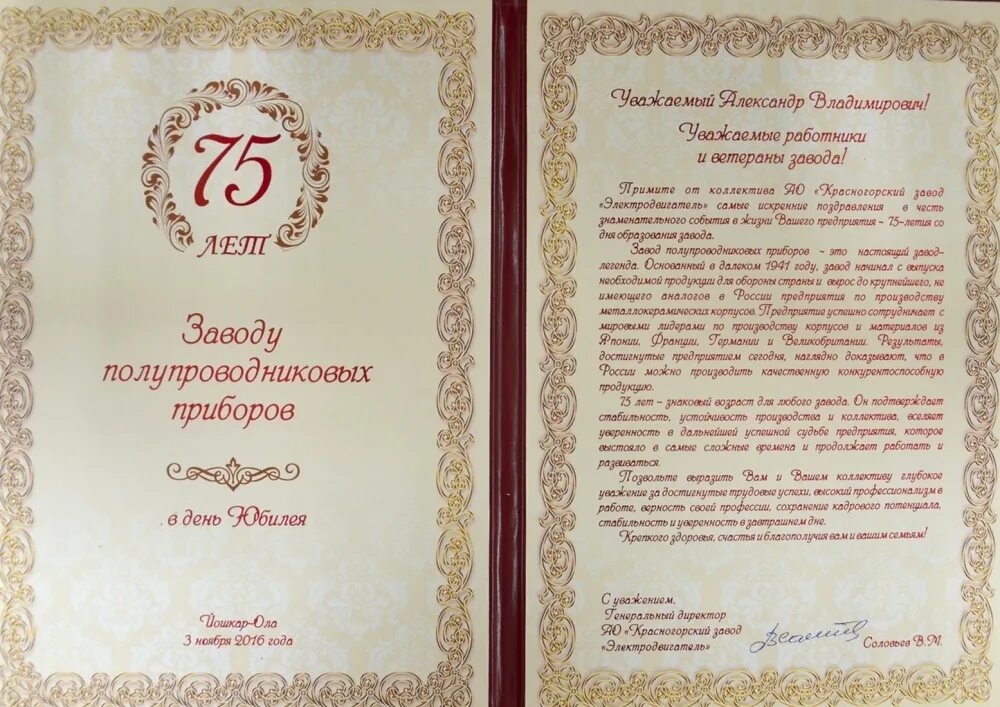 75
ЛЕТ
Заводу
полупроводниковых
приборов
в день Юбилея
Йошкар-Ола
3 ноября 2016 года
Уважаемый Александр Владимирович!
Уважаемые работники
и ветераны завода!
Примите от коллектива АО «Красногорский завод
«Электродвигатель» самые искренние поздравления в честь
знаменательного события в жизни Вашего предприятия – 75-летия со
дня образования завода.
Завод полупроводниковых приборов - это настоящий завод-
легенда. Основанный в далеком 1941 году, завод начинал с выпуска
необходимой продукции для обороны страны и вырос до крупнейшего, не
имеющего аналогов в России предприятия по производству
металлокерамических корпусов. Предприятие успешно сотрудничает с
мировыми лидерами по производству корпусов и материалов из
Японии, Франции, Германии и Великобритании. Результаты,
достигнутые предприятием сегодня, наглядно доказывают, что в
России можно производить качественную конкурентоспособную
продукцию.
75 лет – знаковый возраст для любого завода. Он подтверждает
стабильность, устойчивость производства и коллектива, вселяет
уверенность в дальнейшей успешной судьбе предприятия, которое
выстояло в самые сложные времена и продолжает работать и
развиваться.
Позвольте выразить Вам и Вашем коллективу глубокое
уважение за достигнутые трудовые успехи, высокий профессионализм в
работе, верность своей профессии, сохранение кадрового потенциала,
стабильность и уверенность в завтрашнем дне.
Крепкого здоровья, счастья и благополучия вам и вашим семьям!
С уважением,
Генеральный директор
АО «Красногорский завод
«Электродвигатель»
Соловьев В.М.